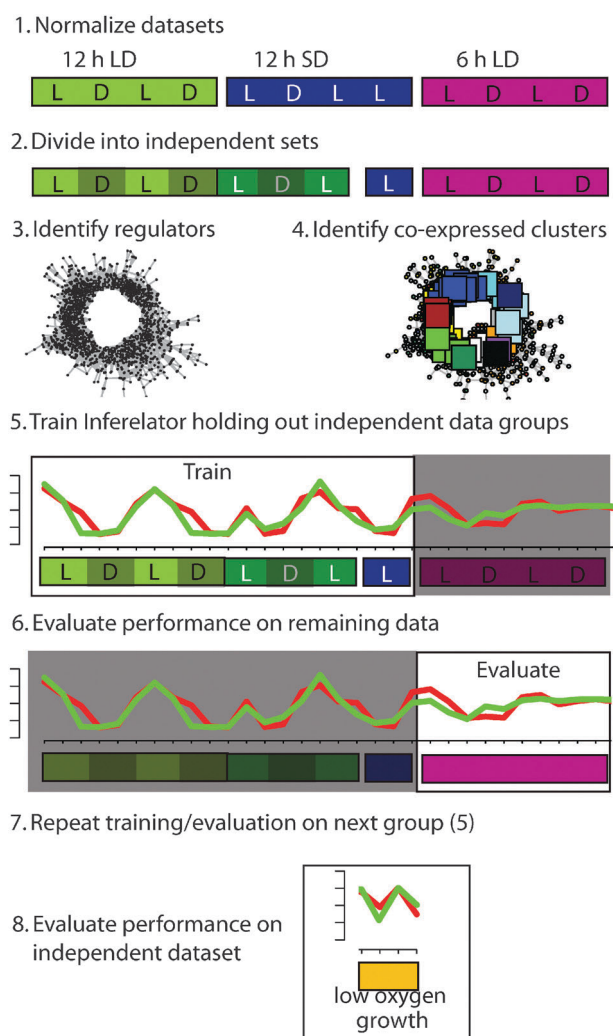 1. Normalize datasets
12 h LD 12 h SD 6 h LD
L D L D L D L L L D L D
2. Divide into independent sets
L D L D L D L L L D L D
3. Identify regulators 4. Identify co-expressed clusters
5. Train Inferelator holding out independent data groups
Train
L D L D L D L L L D L D
6. Evaluate performance on remaining data
Evaluate
7. Repeat training/evaluation on next group (5)
8. Evaluate performance on
independent dataset
low oxygen
growth